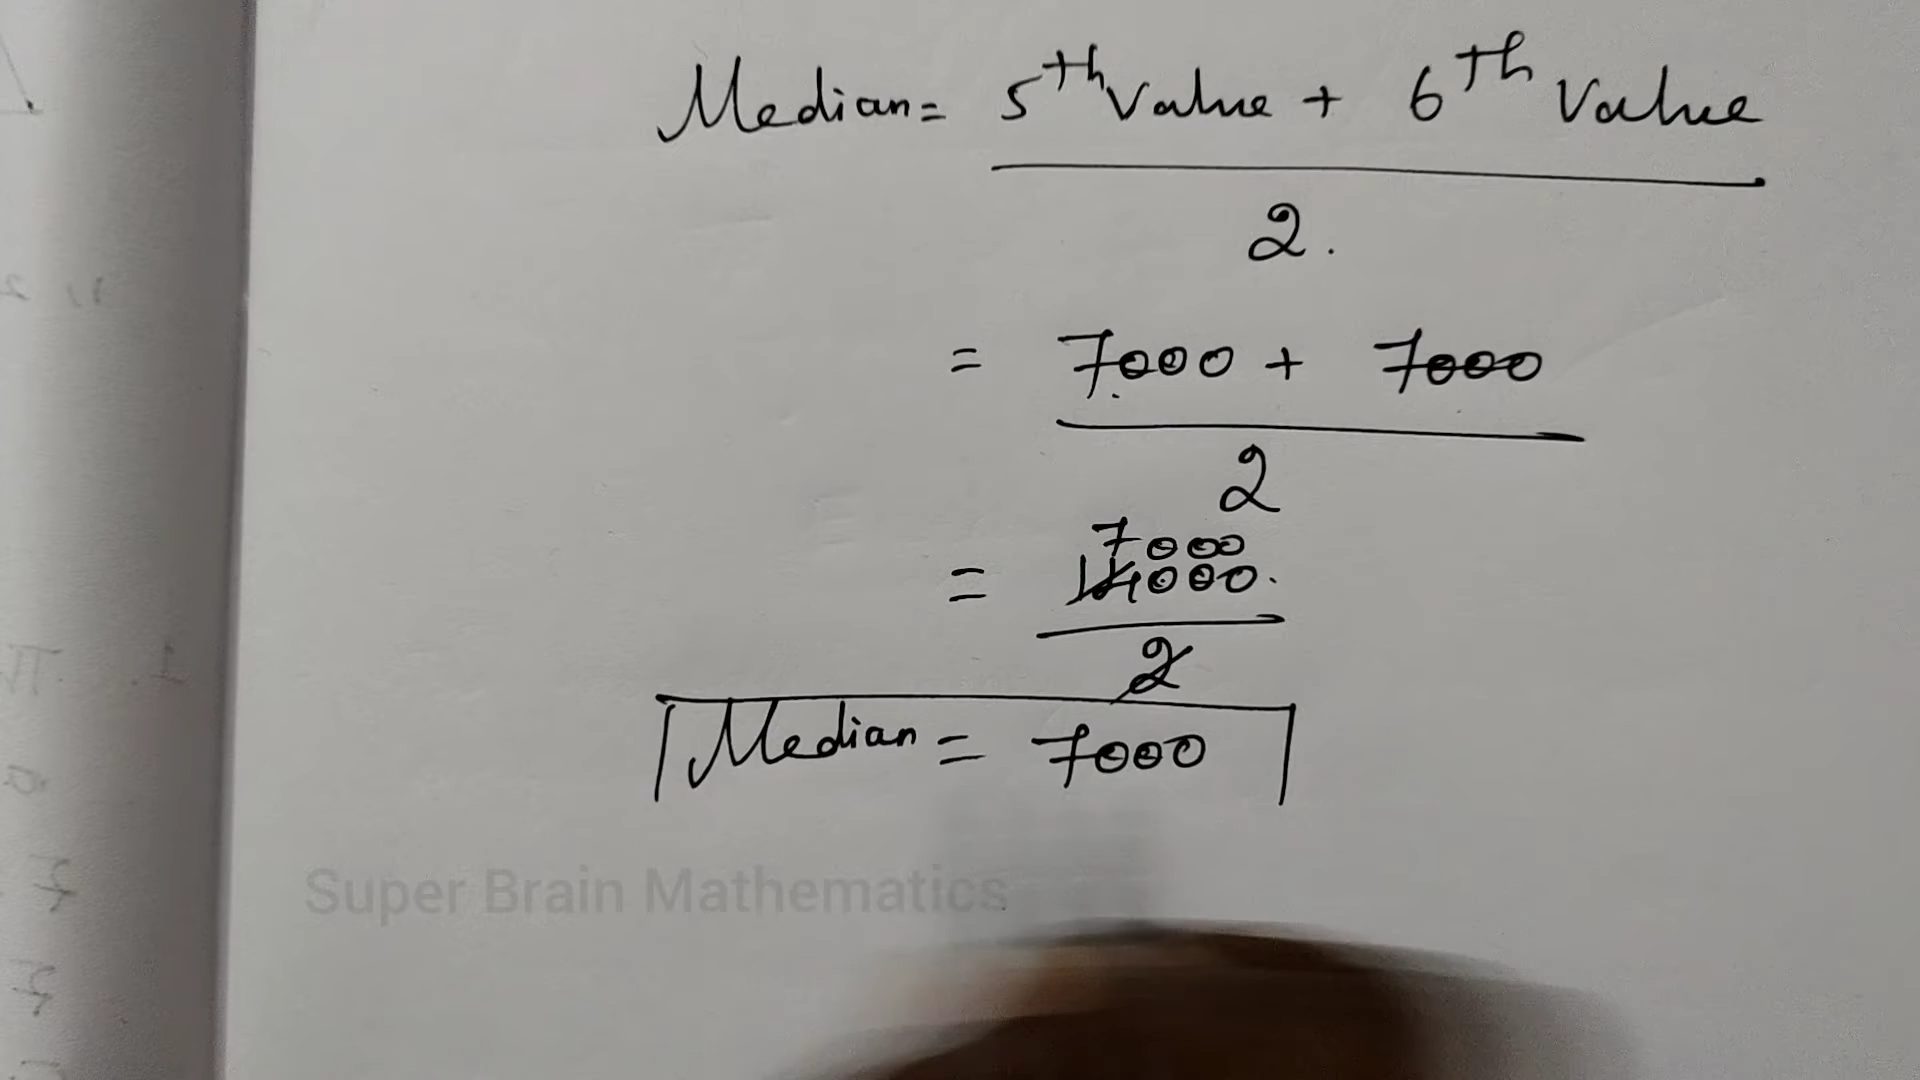 Median = 5th Value + 6th Value
2.
= 7000 + 7000
2
7000
= 14000.
2
Median = 7000
Super Brain Mathematics